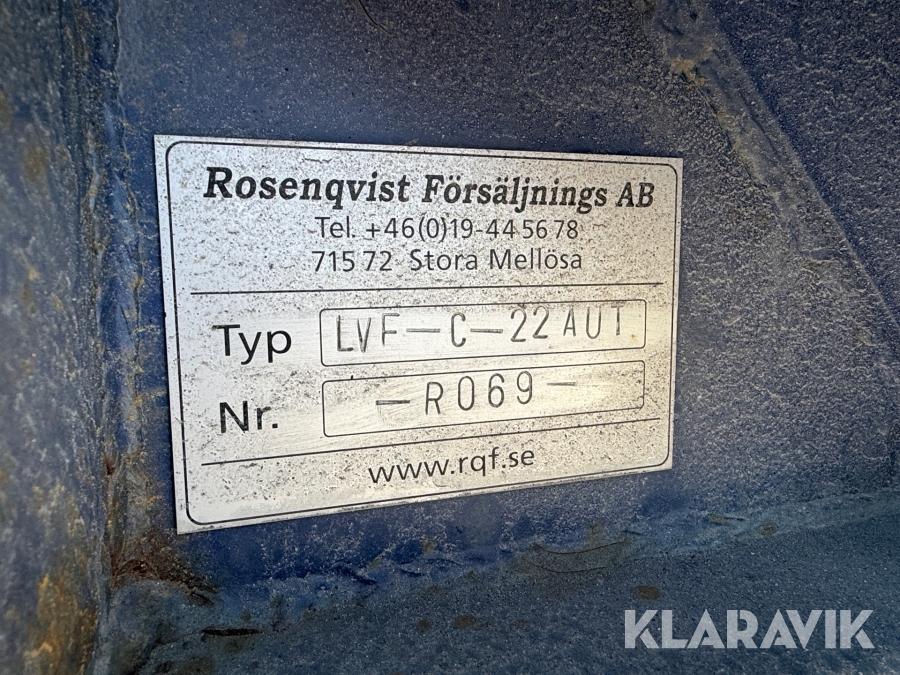 Rosenqvist Försäljnings AB
Tel. +46(0)19-44 56 78
715 72 Stora Mellösa
Typ LVF-C-22 AUT.
Nr. -R069-
www.rqf.se
KLARAVIK